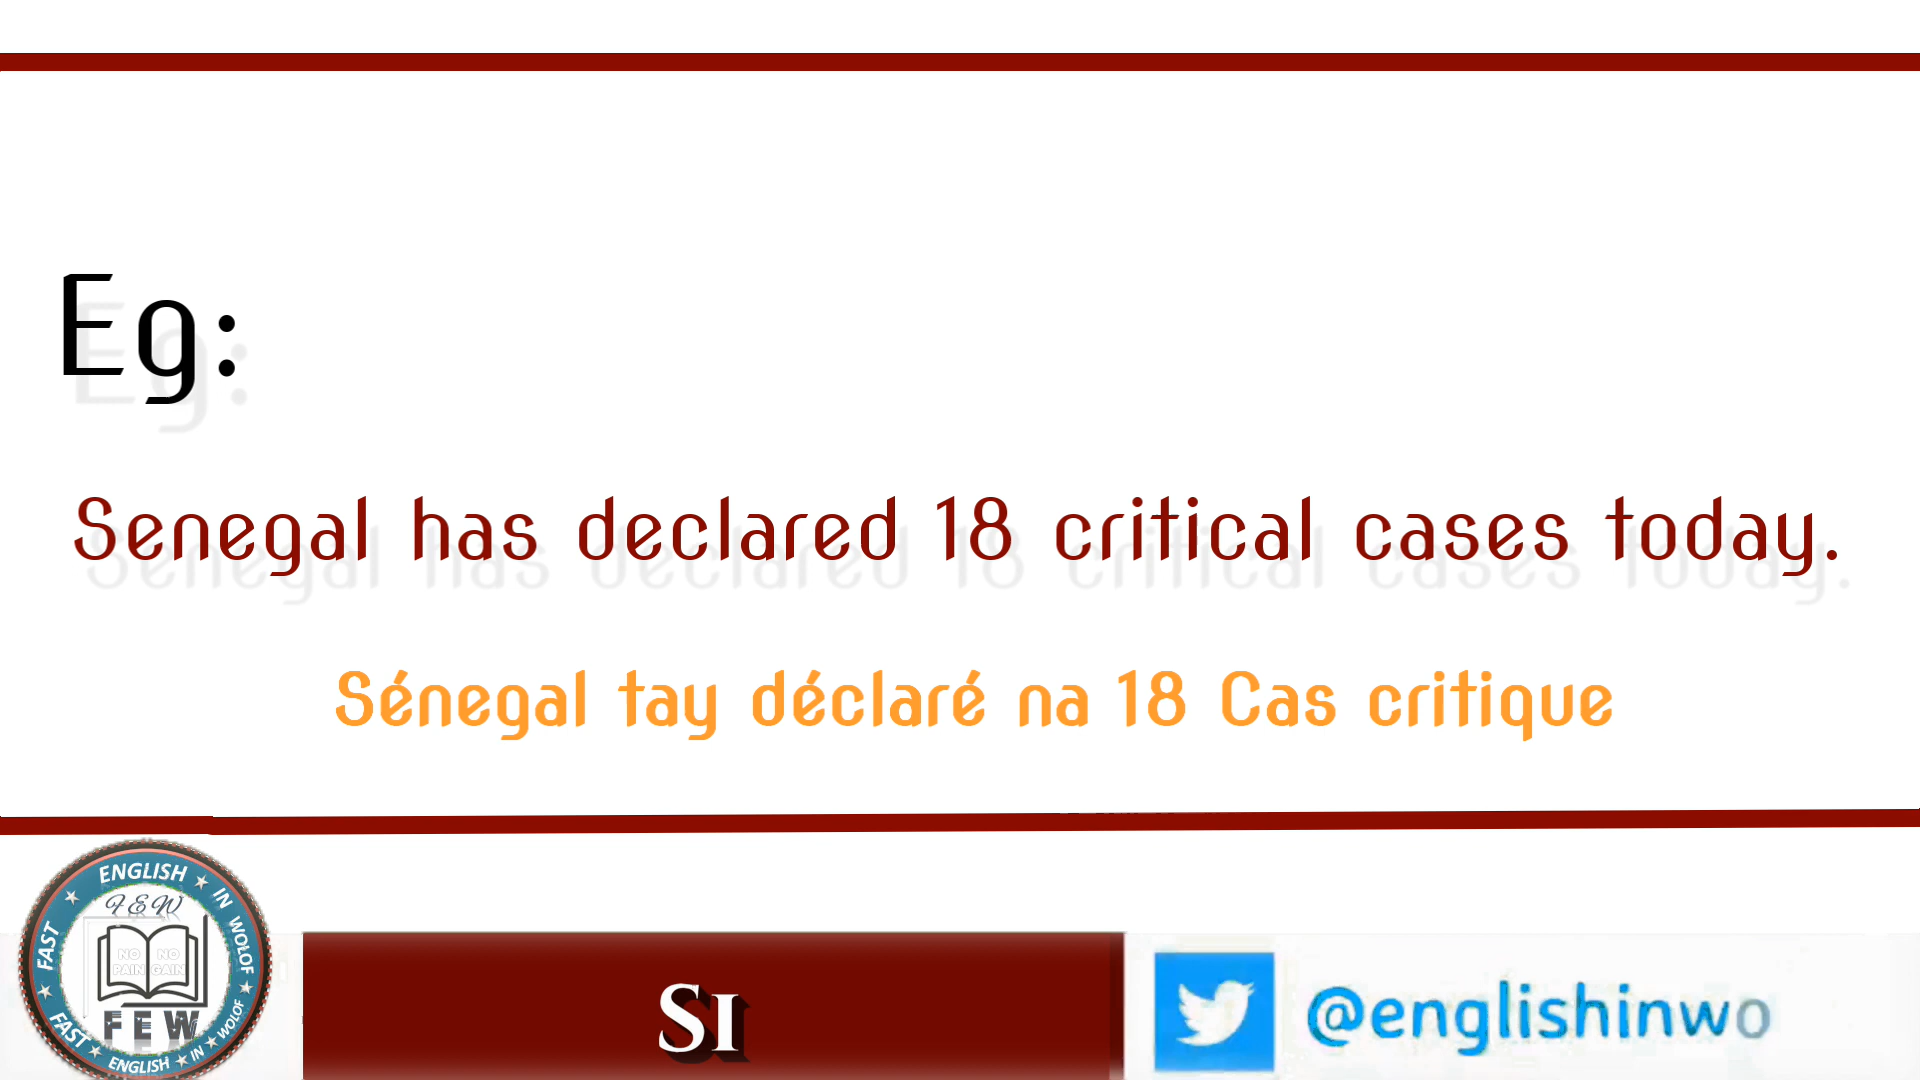 Eg:
Senegal has declared 18 critical cases today.
Sénegal tay déclaré na 18 Cas critique
ENGLISH ★ IN WOLOF ★
FAST ★
F E W
NO PAIN NO GAIN
FEW
FAST ★ ENGLISH ★ IN ★ WOLOF
SI
@englishinwo